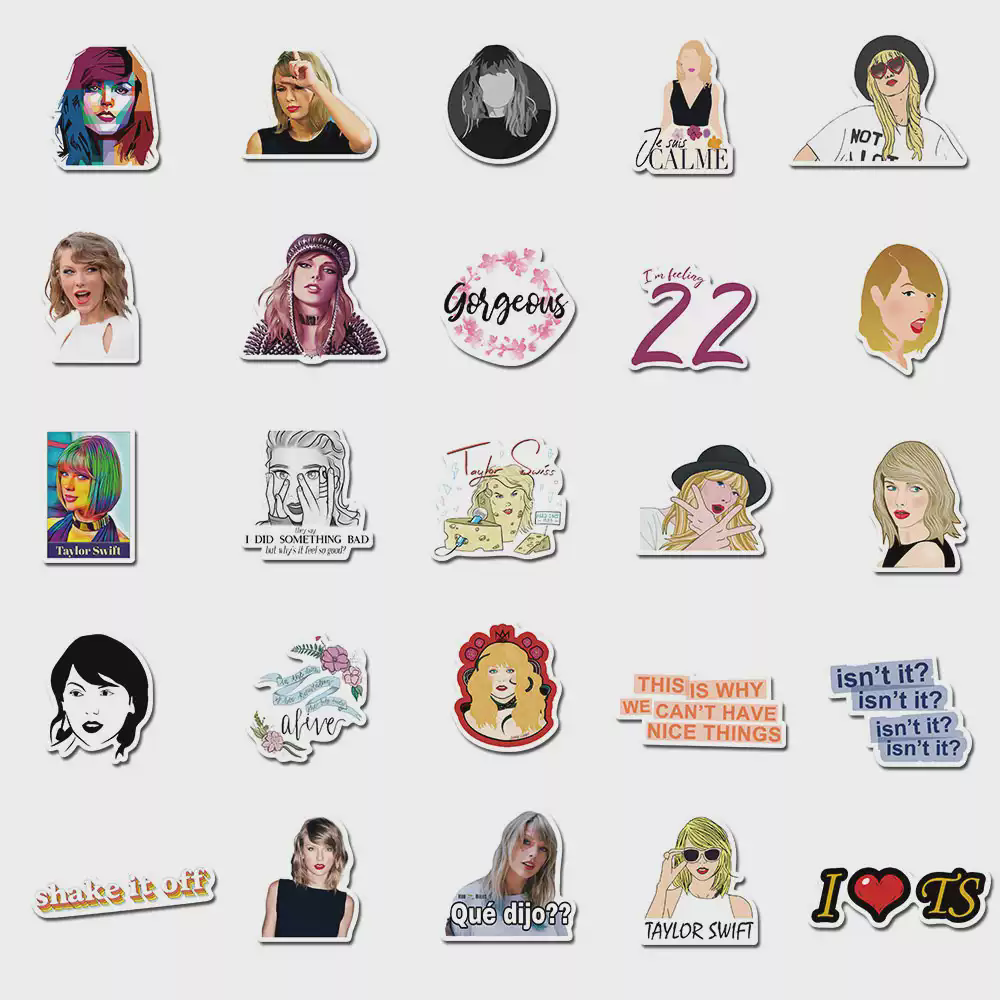 Je suis
CALME
NOT
Gorgeous
I'm feeling
22
Taylor Swift
they say
I DID SOMETHING BAD
but why's it feel so good?
Taylor Swiss
alive
THIS IS WHY
WE CAN'T HAVE
NICE THINGS
isn't it?
isn't it?
isn't it?
isn't it?
shake it off
Qué dijo??
TAYLOR SWIFT
I TS